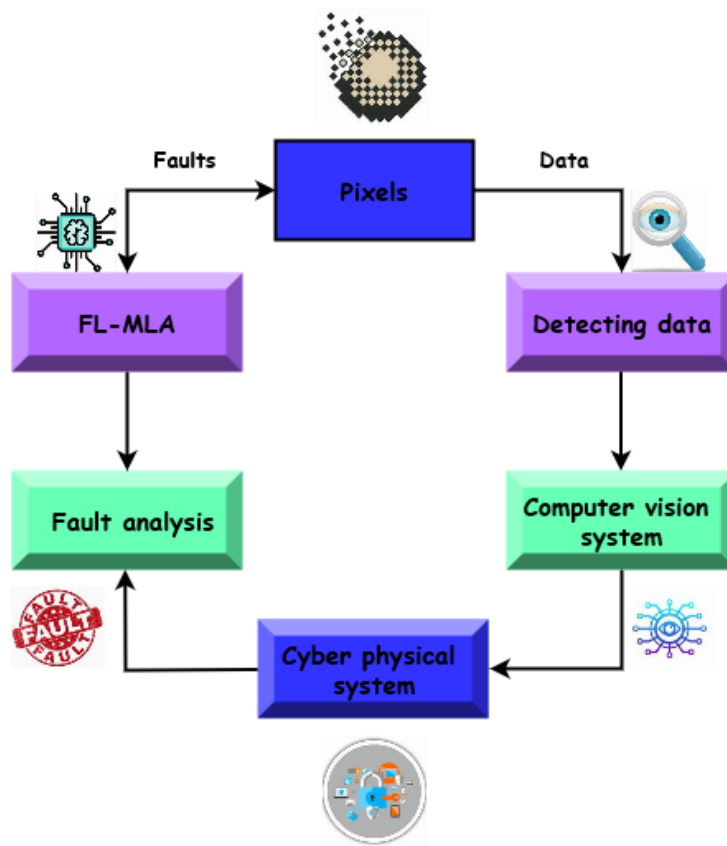 Faults
Data
Pixels
FL-MLA
Detecting data
Fault analysis
Computer vision
system
FAULT
FAULT
FAULT
Cyber physical
system